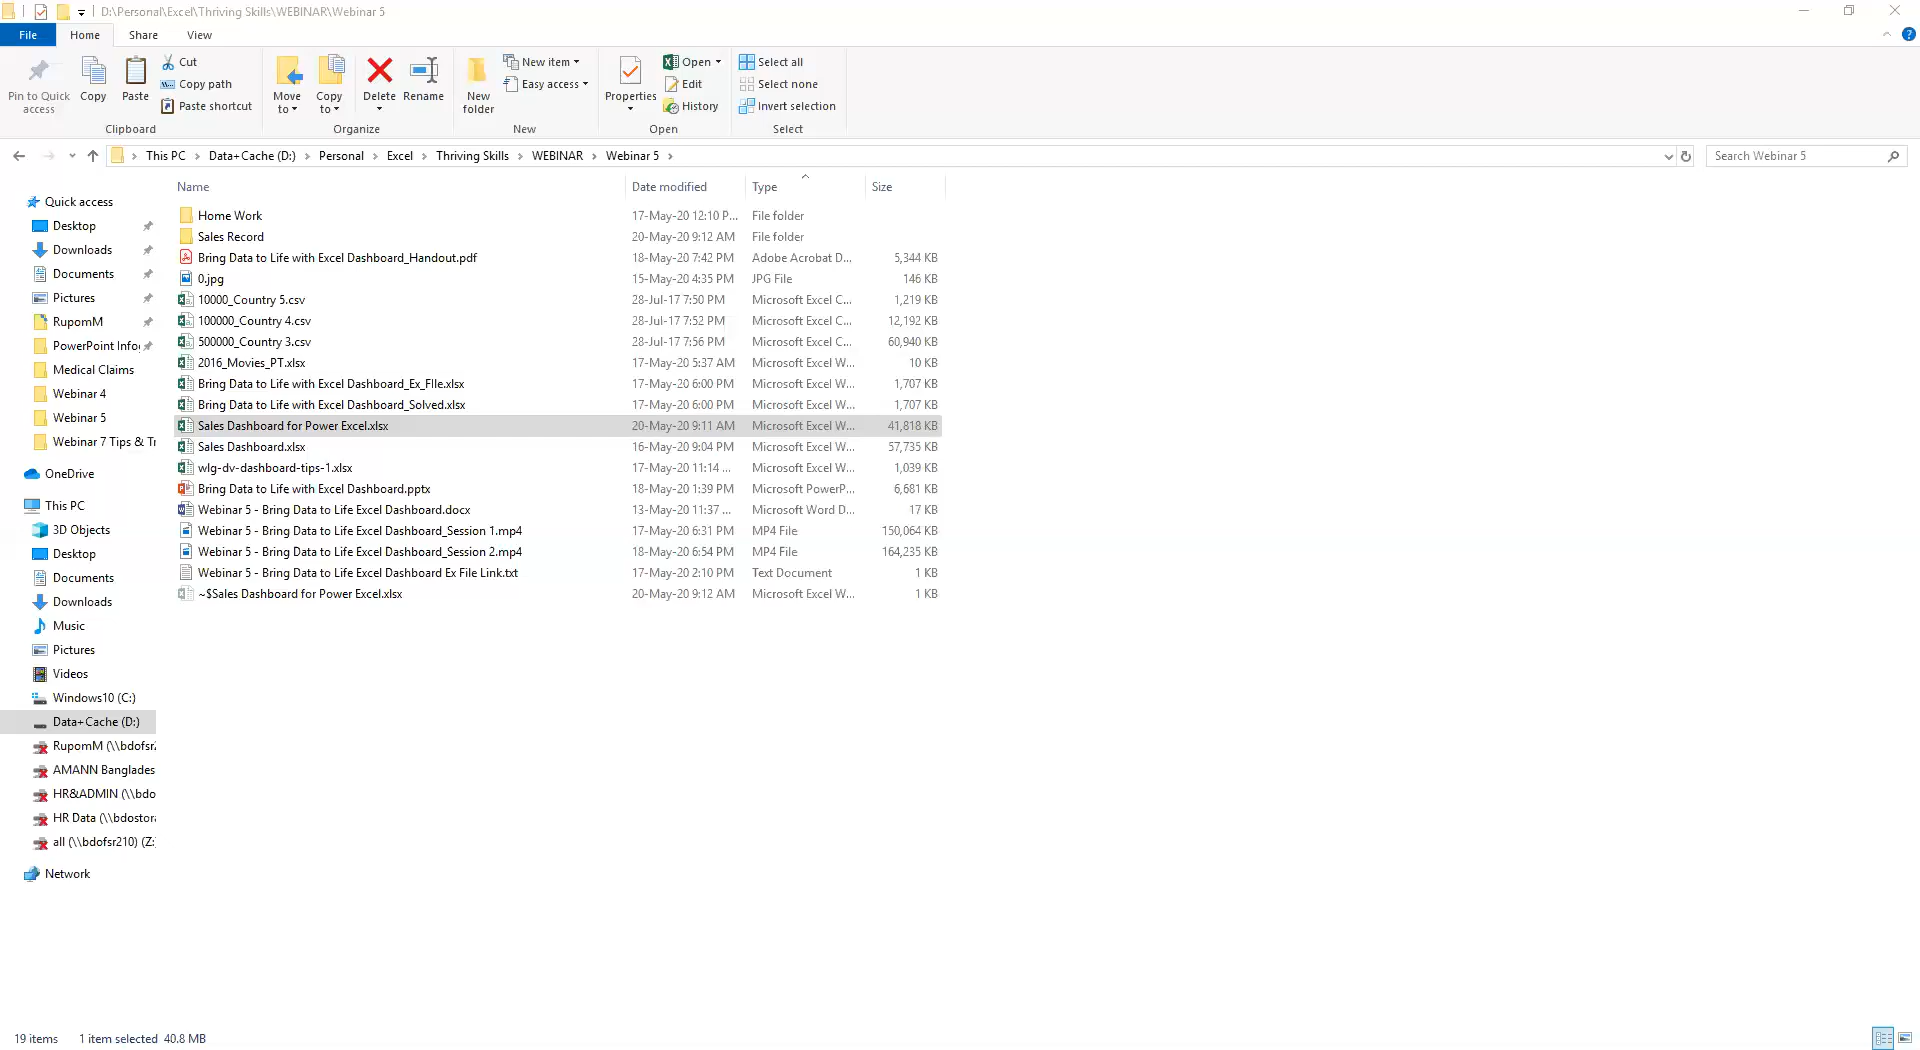 D:\Personal\Excel\Thriving Skills\WEBINAR\Webinar 5
File Home Share View
Pin to Quick access
Copy
Paste
Cut
Copy path
Paste shortcut
Clipboard
Move to
Copy to
Delete
Rename
Organize
New folder
New item
Easy access
New
Properties
Open
Edit
History
Open
Select all
Select none
Invert selection
Select
This PC > Data+Cache (D:) > Personal > Excel > Thriving Skills > WEBINAR > Webinar 5 >
Search Webinar 5
Quick access
Desktop
Downloads
Documents
Pictures
RupomM
PowerPoint Info
Medical Claims
Webinar 4
Webinar 5
Webinar 7 Tips & Tr
OneDrive
This PC
3D Objects
Desktop
Documents
Downloads
Music
Pictures
Videos
Windows10 (C:)
Data+Cache (D:)
RupomM (\\bdofsr2
AMANN Banglades
HR&ADMIN (\\bdo
HR Data (\\bdostora
all (\\bdofsr210) (Z:
Network
Name Date modified Type Size
Home Work 17-May-20 12:10 P... File folder
Sales Record 20-May-20 9:12 AM File folder
Bring Data to Life with Excel Dashboard_Handout.pdf 18-May-20 7:42 PM Adobe Acrobat D... 5,344 KB
0.jpg 15-May-20 4:35 PM JPG File 146 KB
10000_Country 5.csv 28-Jul-17 7:50 PM Microsoft Excel C... 1,219 KB
100000_Country 4.csv 28-Jul-17 7:52 PM Microsoft Excel C... 12,192 KB
500000_Country 3.csv 28-Jul-17 7:56 PM Microsoft Excel C... 60,940 KB
2016_Movies_PT.xlsx 17-May-20 5:37 AM Microsoft Excel W... 10 KB
Bring Data to Life with Excel Dashboard_Ex_FIle.xlsx 17-May-20 6:00 PM Microsoft Excel W... 1,707 KB
Bring Data to Life with Excel Dashboard_Solved.xlsx 17-May-20 6:00 PM Microsoft Excel W... 1,707 KB
Sales Dashboard for Power Excel.xlsx 20-May-20 9:11 AM Microsoft Excel W... 41,818 KB
Sales Dashboard.xlsx 16-May-20 9:04 PM Microsoft Excel W... 57,735 KB
wlg-dv-dashboard-tips-1.xlsx 17-May-20 11:14 ... Microsoft Excel W... 1,039 KB
Bring Data to Life with Excel Dashboard.pptx 18-May-20 1:39 PM Microsoft PowerP... 6,681 KB
Webinar 5 - Bring Data to Life Excel Dashboard.docx 13-May-20 11:37 ... Microsoft Word D... 17 KB
Webinar 5 - Bring Data to Life Excel Dashboard_Session 1.mp4 17-May-20 6:31 PM MP4 File 150,064 KB
Webinar 5 - Bring Data to Life Excel Dashboard_Session 2.mp4 18-May-20 6:54 PM MP4 File 164,235 KB
Webinar 5 - Bring Data to Life Excel Dashboard Ex File Link.txt 17-May-20 2:10 PM Text Document 1 KB
~$Sales Dashboard for Power Excel.xlsx 20-May-20 9:12 AM Microsoft Excel W... 1 KB
19 items 1 item selected 40.8 MB